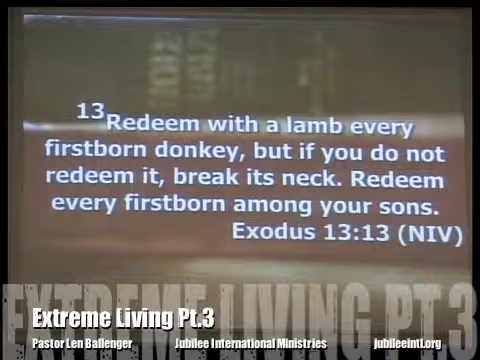 13 Redeem with a lamb every
firstborn donkey, but if you do not
redeem it, break its neck. Redeem
every firstborn among your sons.
Exodus 13:13 (NIV)
EXTREME LIVING PT 3
Extreme Living Pt.3
Pastor Len Ballenger Jubilee International Ministries jubileeintl.org